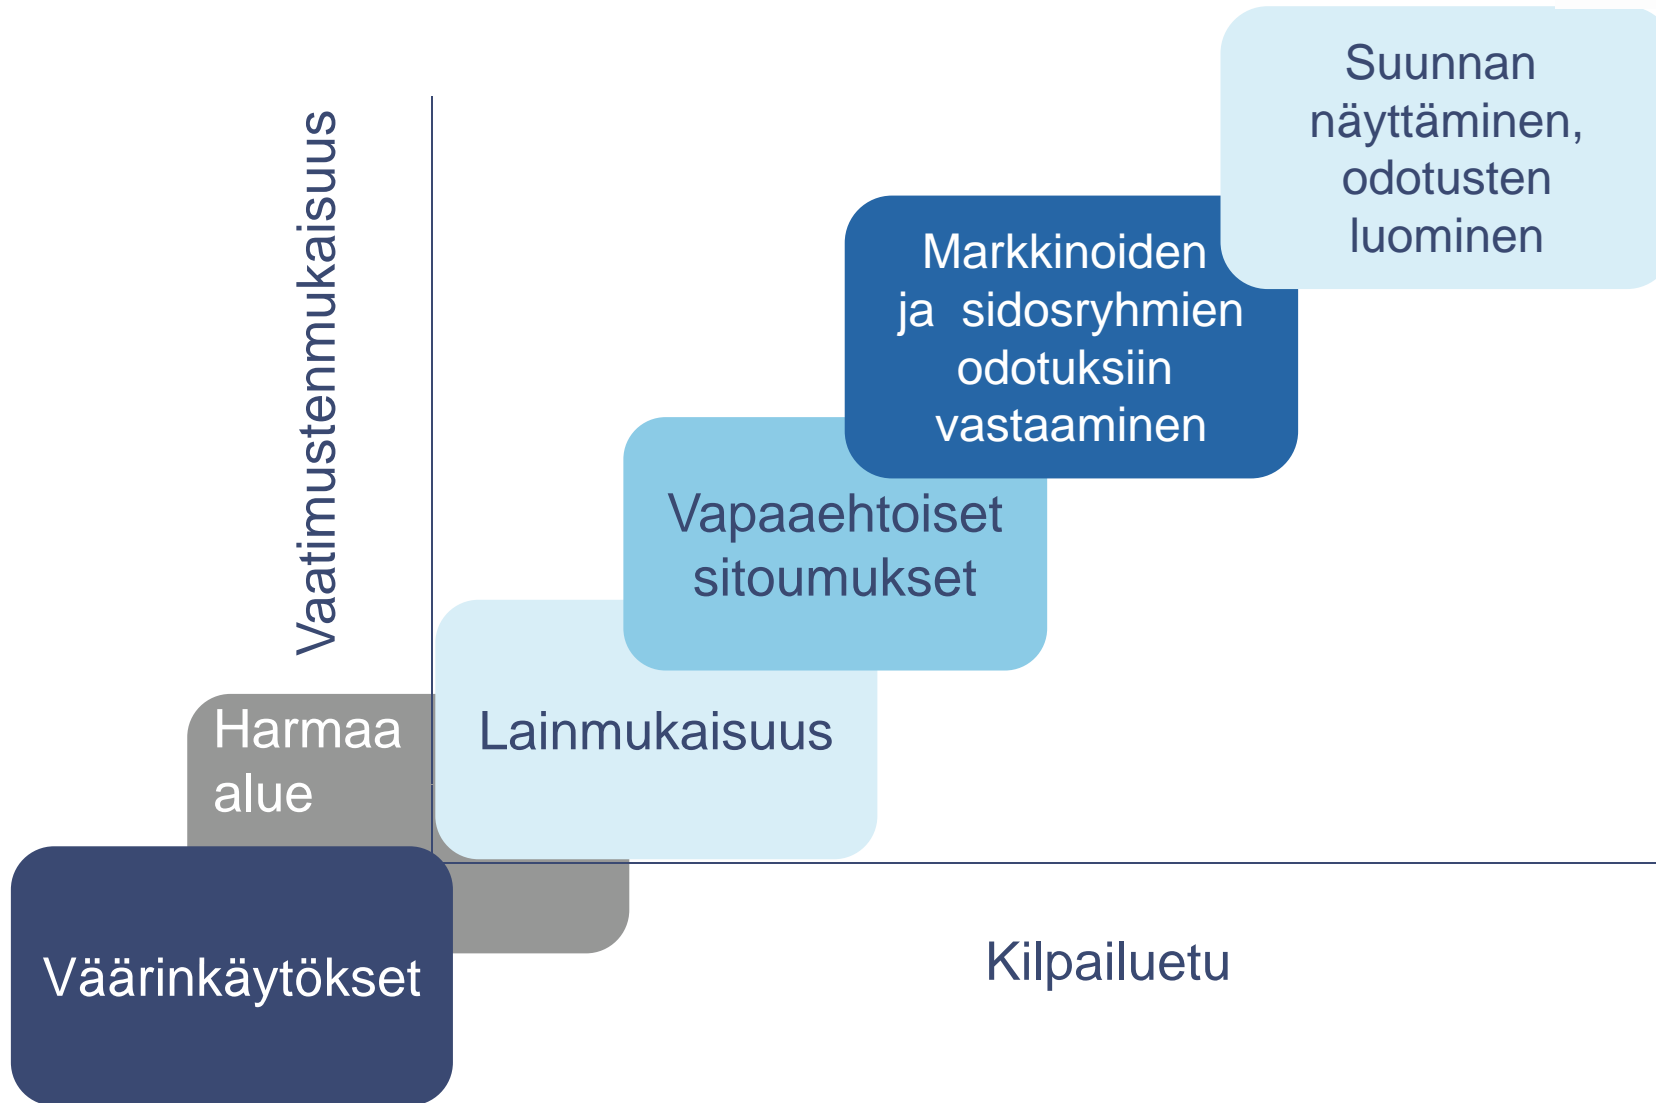 Suunnan
näyttäminen,
odotusten
luominen
Vaatimustenmukaisuus
Markkinoiden
ja sidosryhmien
odotuksiin
vastaaminen
Vapaaehtoiset
sitoumukset
Harmaa
alue
Lainmukaisuus
Väärinkäytökset
Kilpailuetu